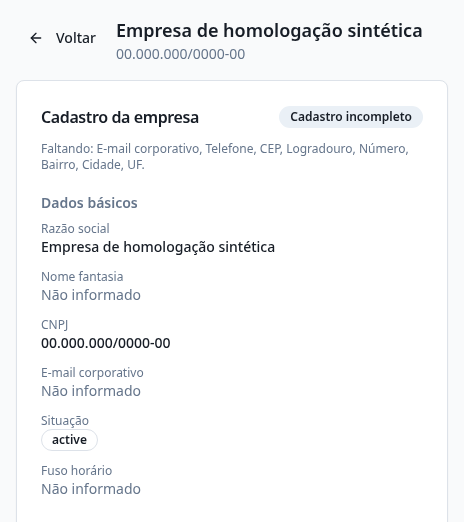 Voltar
Empresa de homologação sintética
00.000.000/0000-00
Cadastro da empresa
Cadastro incompleto
Faltando: E-mail corporativo, Telefone, CEP, Logradouro, Número,
Bairro, Cidade, UF.
Dados básicos
Razão social
Empresa de homologação sintética
Nome fantasia
Não informado
CNPJ
00.000.000/0000-00
E-mail corporativo
Não informado
Situação
active
Fuso horário
Não informado